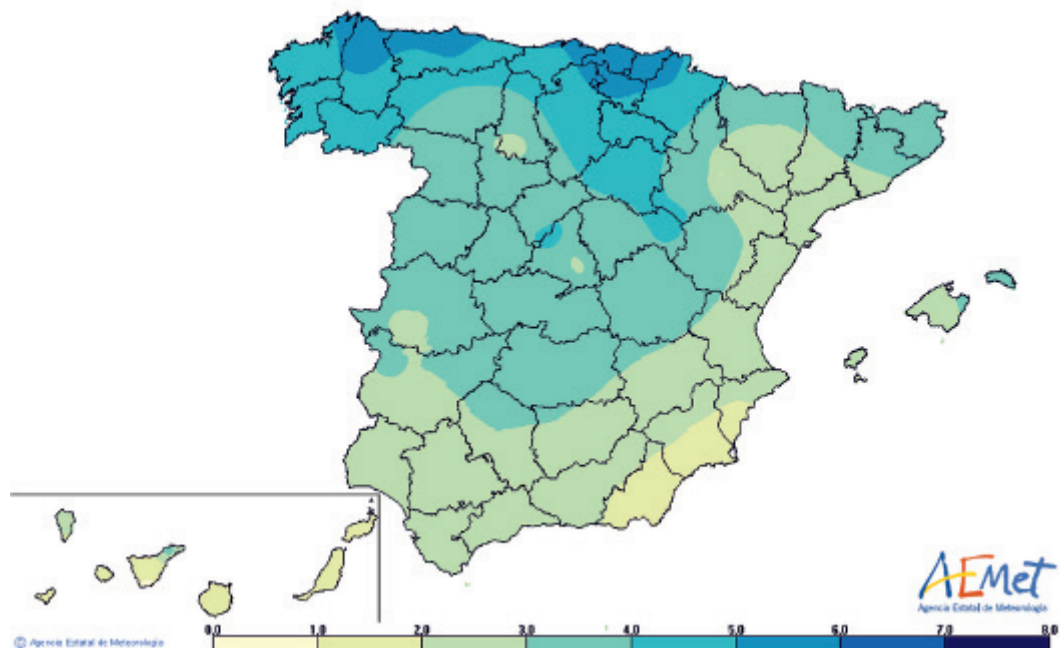 AEMet
Agencia Estatal de Meteorología
© Agencia Estatal de Meteorología
0,0 1,0 2,0 3,0 4,0 5,0 6,0 7,0 8,0